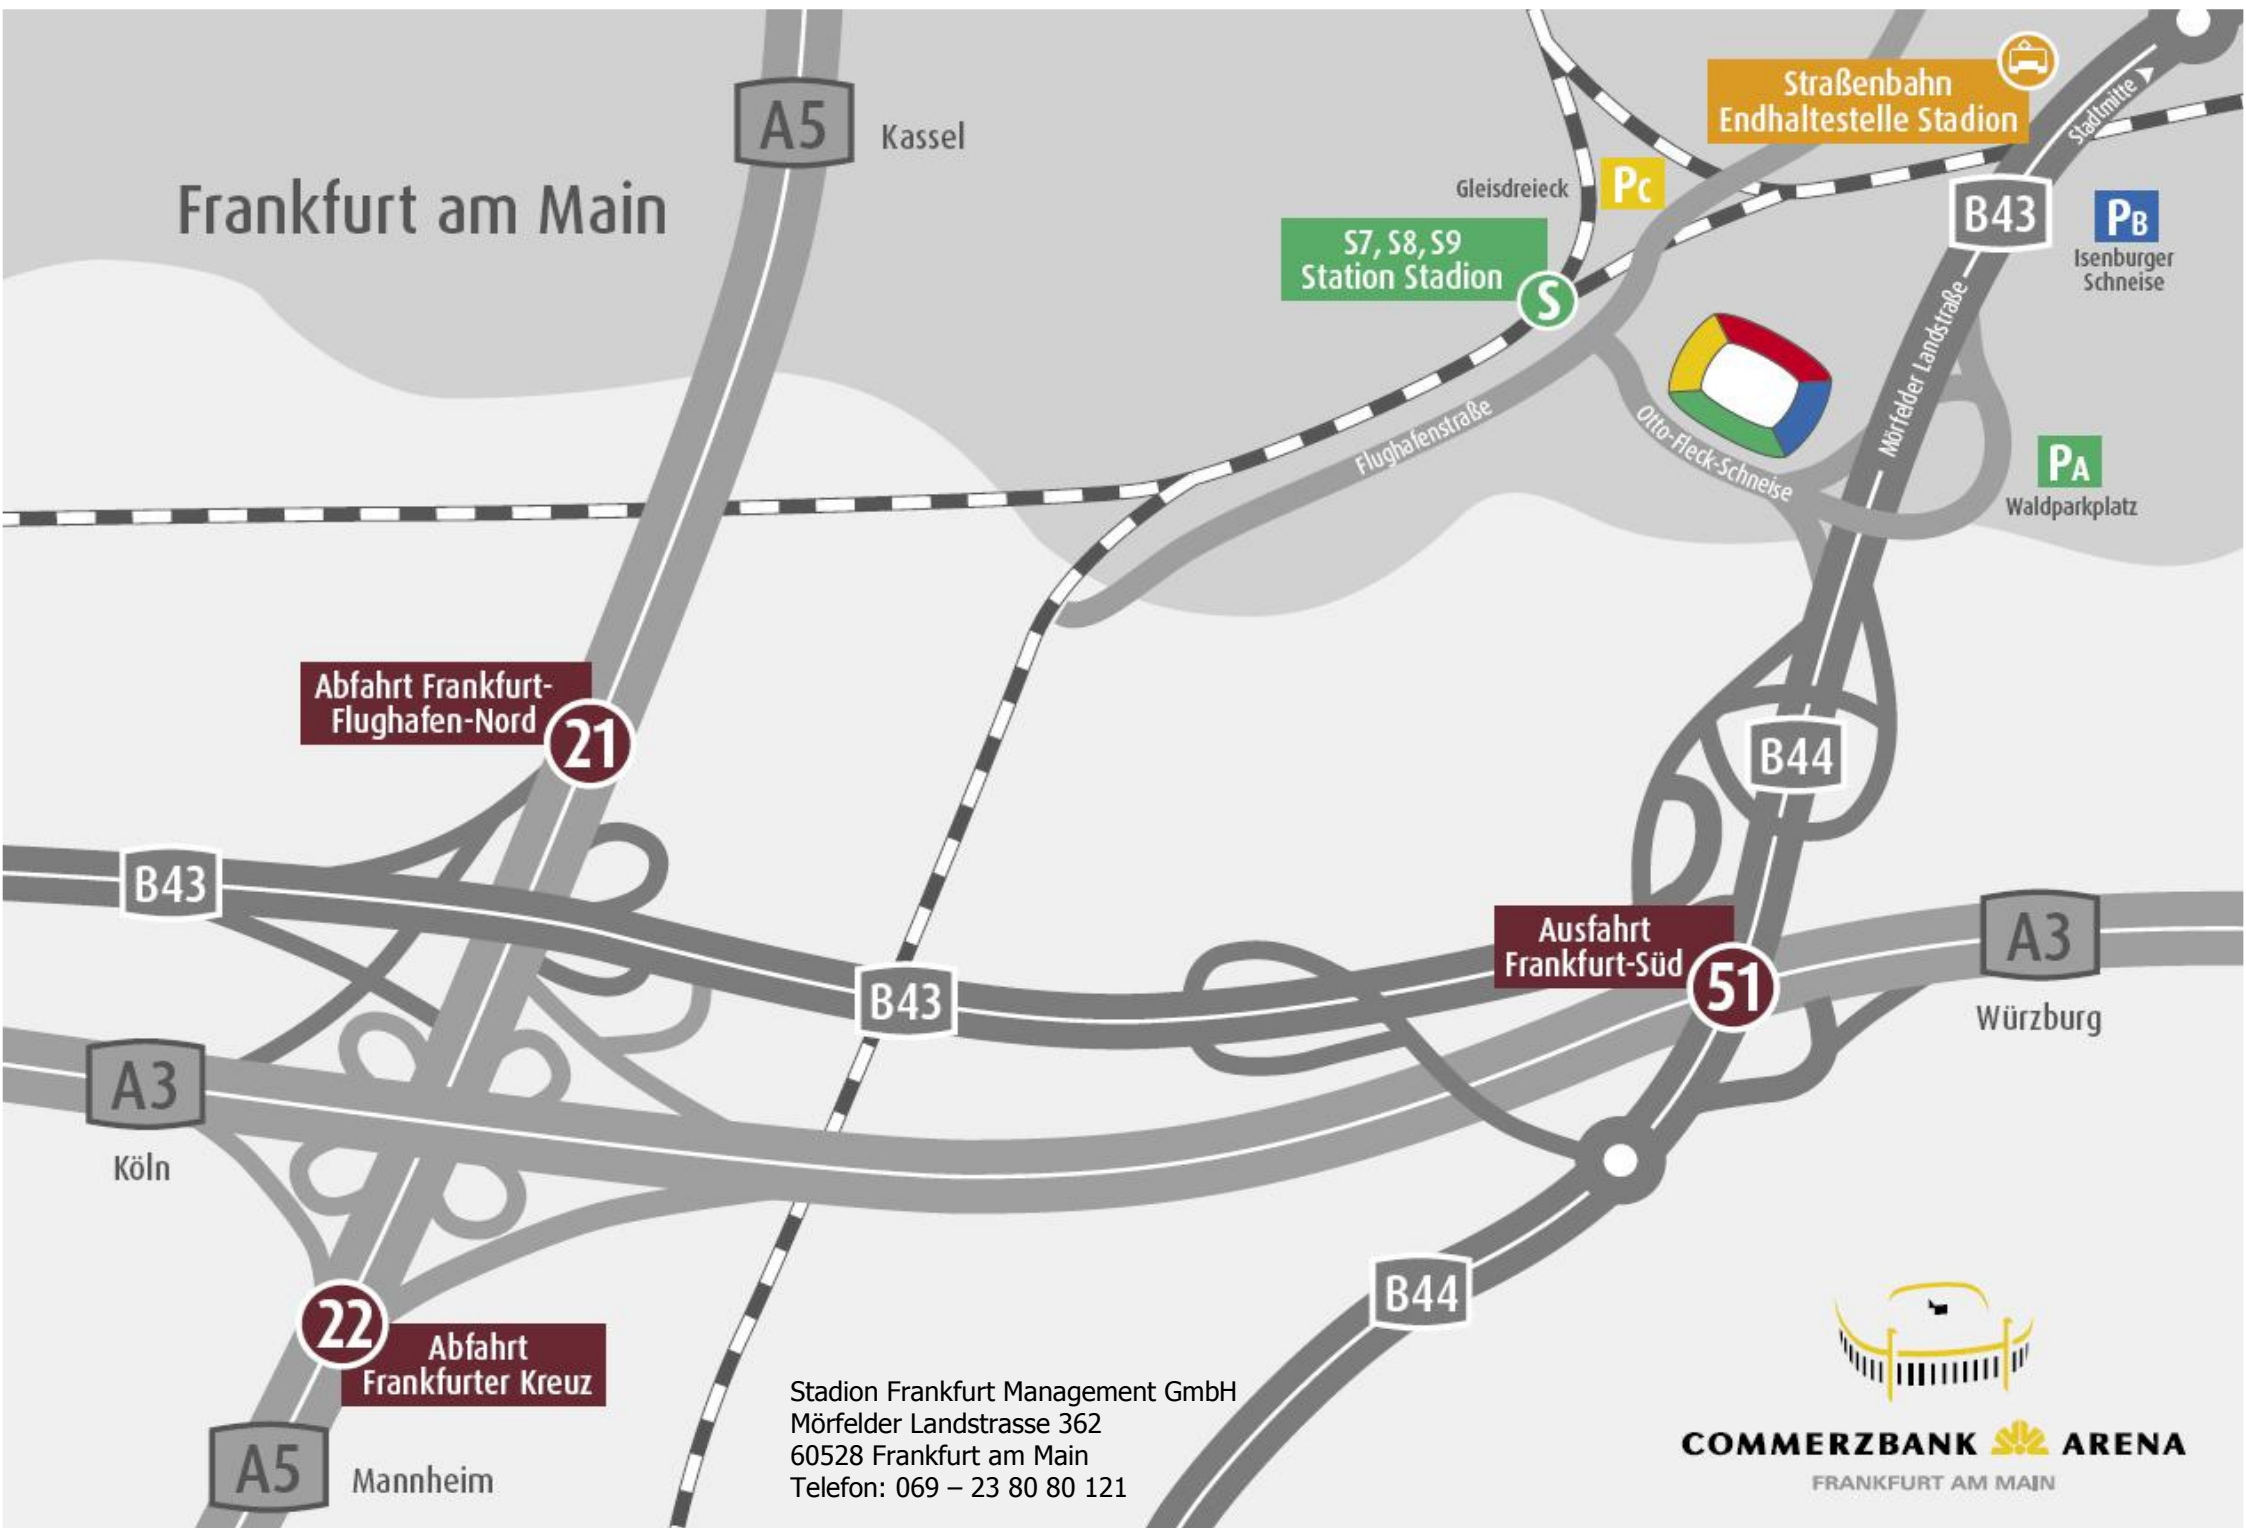 A5
Kassel
Frankfurt am Main
Straßenbahn
Endhaltestelle Stadion
Stadtmitte
Gleisdreieck
PC
B43
PB
Isenburger
Schneise
S7, S8, S9
Station Stadion
S
Mörfelder Landstraße
Flughafenstraße
Otto-Fleck-Schneise
PA
Waldparkplatz
Abfahrt Frankfurt-
Flughafen-Nord
21
B44
B43
B43
Ausfahrt
Frankfurt-Süd
51
A3
Würzburg
A3
Köln
B44
22
Abfahrt
Frankfurter Kreuz
A5
Mannheim
Stadion Frankfurt Management GmbH
Mörfelder Landstrasse 362
60528 Frankfurt am Main
Telefon: 069 – 23 80 80 121
COMMERZBANK ARENA
FRANKFURT AM MAIN